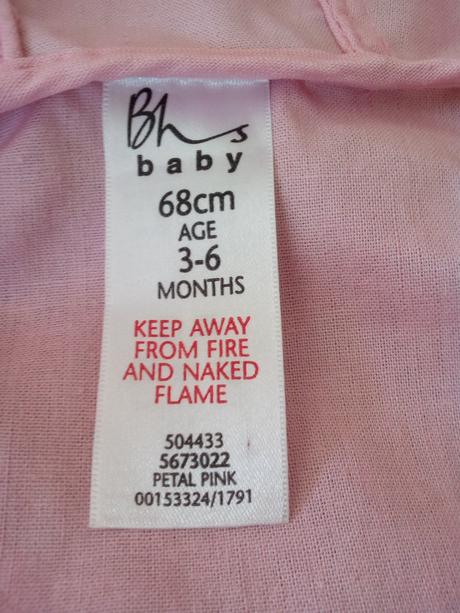 Bhs
baby
68cm
AGE
3-6
MONTHS
KEEP AWAY
FROM FIRE
AND NAKED
FLAME
504433
5673022
PETAL PINK
00153324/1791